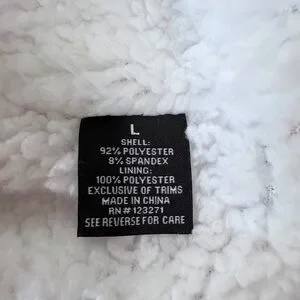 L
SHELL:
92% POLYESTER
8% SPANDEX
LINING:
100% POLYESTER
EXCLUSIVE OF TRIMS
MADE IN CHINA
RN#123271
SEE REVERSE FOR CARE